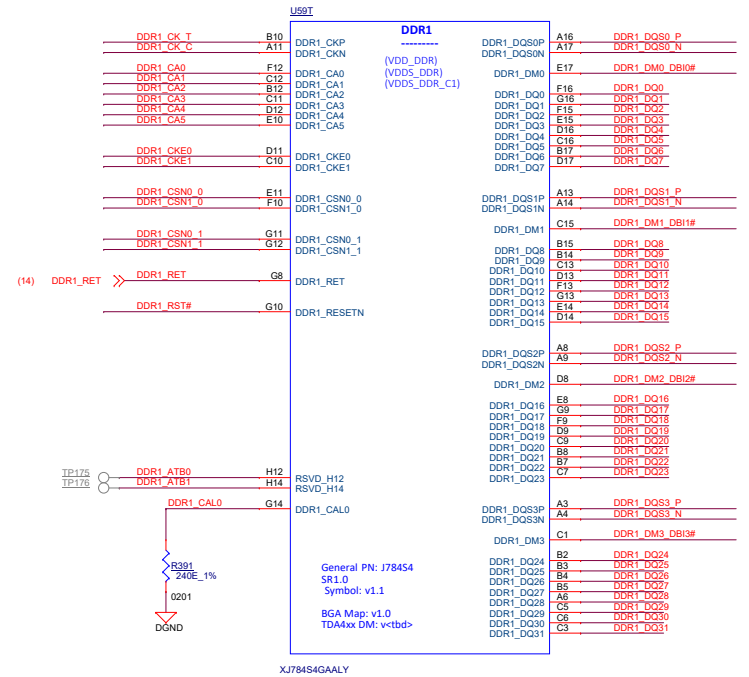 U59T
DDR1
---------
(VDD_DDR)
(VDDS_DDR)
(VDDS_DDR_C1)
DDR1_CK_T B10 DDR1_CKP
DDR1_CK_C A11 DDR1_CKN
DDR1_CA0 F12 DDR1_CA0
DDR1_CA1 C12 DDR1_CA1
DDR1_CA2 B12 DDR1_CA2
DDR1_CA3 C11 DDR1_CA3
DDR1_CA4 D12 DDR1_CA4
DDR1_CA5 E10 DDR1_CA5
DDR1_CKE0 D11 DDR1_CKE0
DDR1_CKE1 C10 DDR1_CKE1
DDR1_CSN0_0 E11 DDR1_CSN0_0
DDR1_CSN1_0 F10 DDR1_CSN1_0
DDR1_CSN0_1 G11 DDR1_CSN0_1
DDR1_CSN1_1 G12 DDR1_CSN1_1
(14) DDR1_RET DDR1_RET G8 DDR1_RET
DDR1_RST# G10 DDR1_RESETN
TP175 DDR1_ATB0 H12 RSVD_H12
TP176 DDR1_ATB1 H14 RSVD_H14
DDR1_CAL0 G14 DDR1_CAL0
R391
240E_1%
0201
DGND
DDR1_DQS0P A16 DDR1_DQS0_P
DDR1_DQS0N A17 DDR1_DQS0_N
DDR1_DM0 E17 DDR1_DM0_DBI0#
DDR1_DQ0 F16 DDR1_DQ0
DDR1_DQ1 G16 DDR1_DQ1
DDR1_DQ2 F15 DDR1_DQ2
DDR1_DQ3 E15 DDR1_DQ3
DDR1_DQ4 D16 DDR1_DQ4
DDR1_DQ5 C16 DDR1_DQ5
DDR1_DQ6 B17 DDR1_DQ6
DDR1_DQ7 D17 DDR1_DQ7
DDR1_DQS1P A13 DDR1_DQS1_P
DDR1_DQS1N A14 DDR1_DQS1_N
DDR1_DM1 C15 DDR1_DM1_DBI1#
DDR1_DQ8 B15 DDR1_DQ8
DDR1_DQ9 B14 DDR1_DQ9
DDR1_DQ10 C13 DDR1_DQ10
DDR1_DQ11 D13 DDR1_DQ11
DDR1_DQ12 F13 DDR1_DQ12
DDR1_DQ13 G13 DDR1_DQ13
DDR1_DQ14 E14 DDR1_DQ14
DDR1_DQ15 D14 DDR1_DQ15
DDR1_DQS2P A8 DDR1_DQS2_P
DDR1_DQS2N A9 DDR1_DQS2_N
DDR1_DM2 D8 DDR1_DM2_DBI2#
DDR1_DQ16 E8 DDR1_DQ16
DDR1_DQ17 G9 DDR1_DQ17
DDR1_DQ18 F9 DDR1_DQ18
DDR1_DQ19 D9 DDR1_DQ19
DDR1_DQ20 C9 DDR1_DQ20
DDR1_DQ21 B8 DDR1_DQ21
DDR1_DQ22 B7 DDR1_DQ22
DDR1_DQ23 C7 DDR1_DQ23
DDR1_DQS3P A3 DDR1_DQS3_P
DDR1_DQS3N A4 DDR1_DQS3_N
DDR1_DM3 C1 DDR1_DM3_DBI3#
DDR1_DQ24 B2 DDR1_DQ24
DDR1_DQ25 B3 DDR1_DQ25
DDR1_DQ26 B4 DDR1_DQ26
DDR1_DQ27 B5 DDR1_DQ27
DDR1_DQ28 A6 DDR1_DQ28
DDR1_DQ29 C5 DDR1_DQ29
DDR1_DQ30 C6 DDR1_DQ30
DDR1_DQ31 C3 DDR1_DQ31
General PN: J784S4
SR1.0
Symbol: v1.1
BGA Map: v1.0
TDA4xx DM: v<tbd>
XJ784S4GAALY